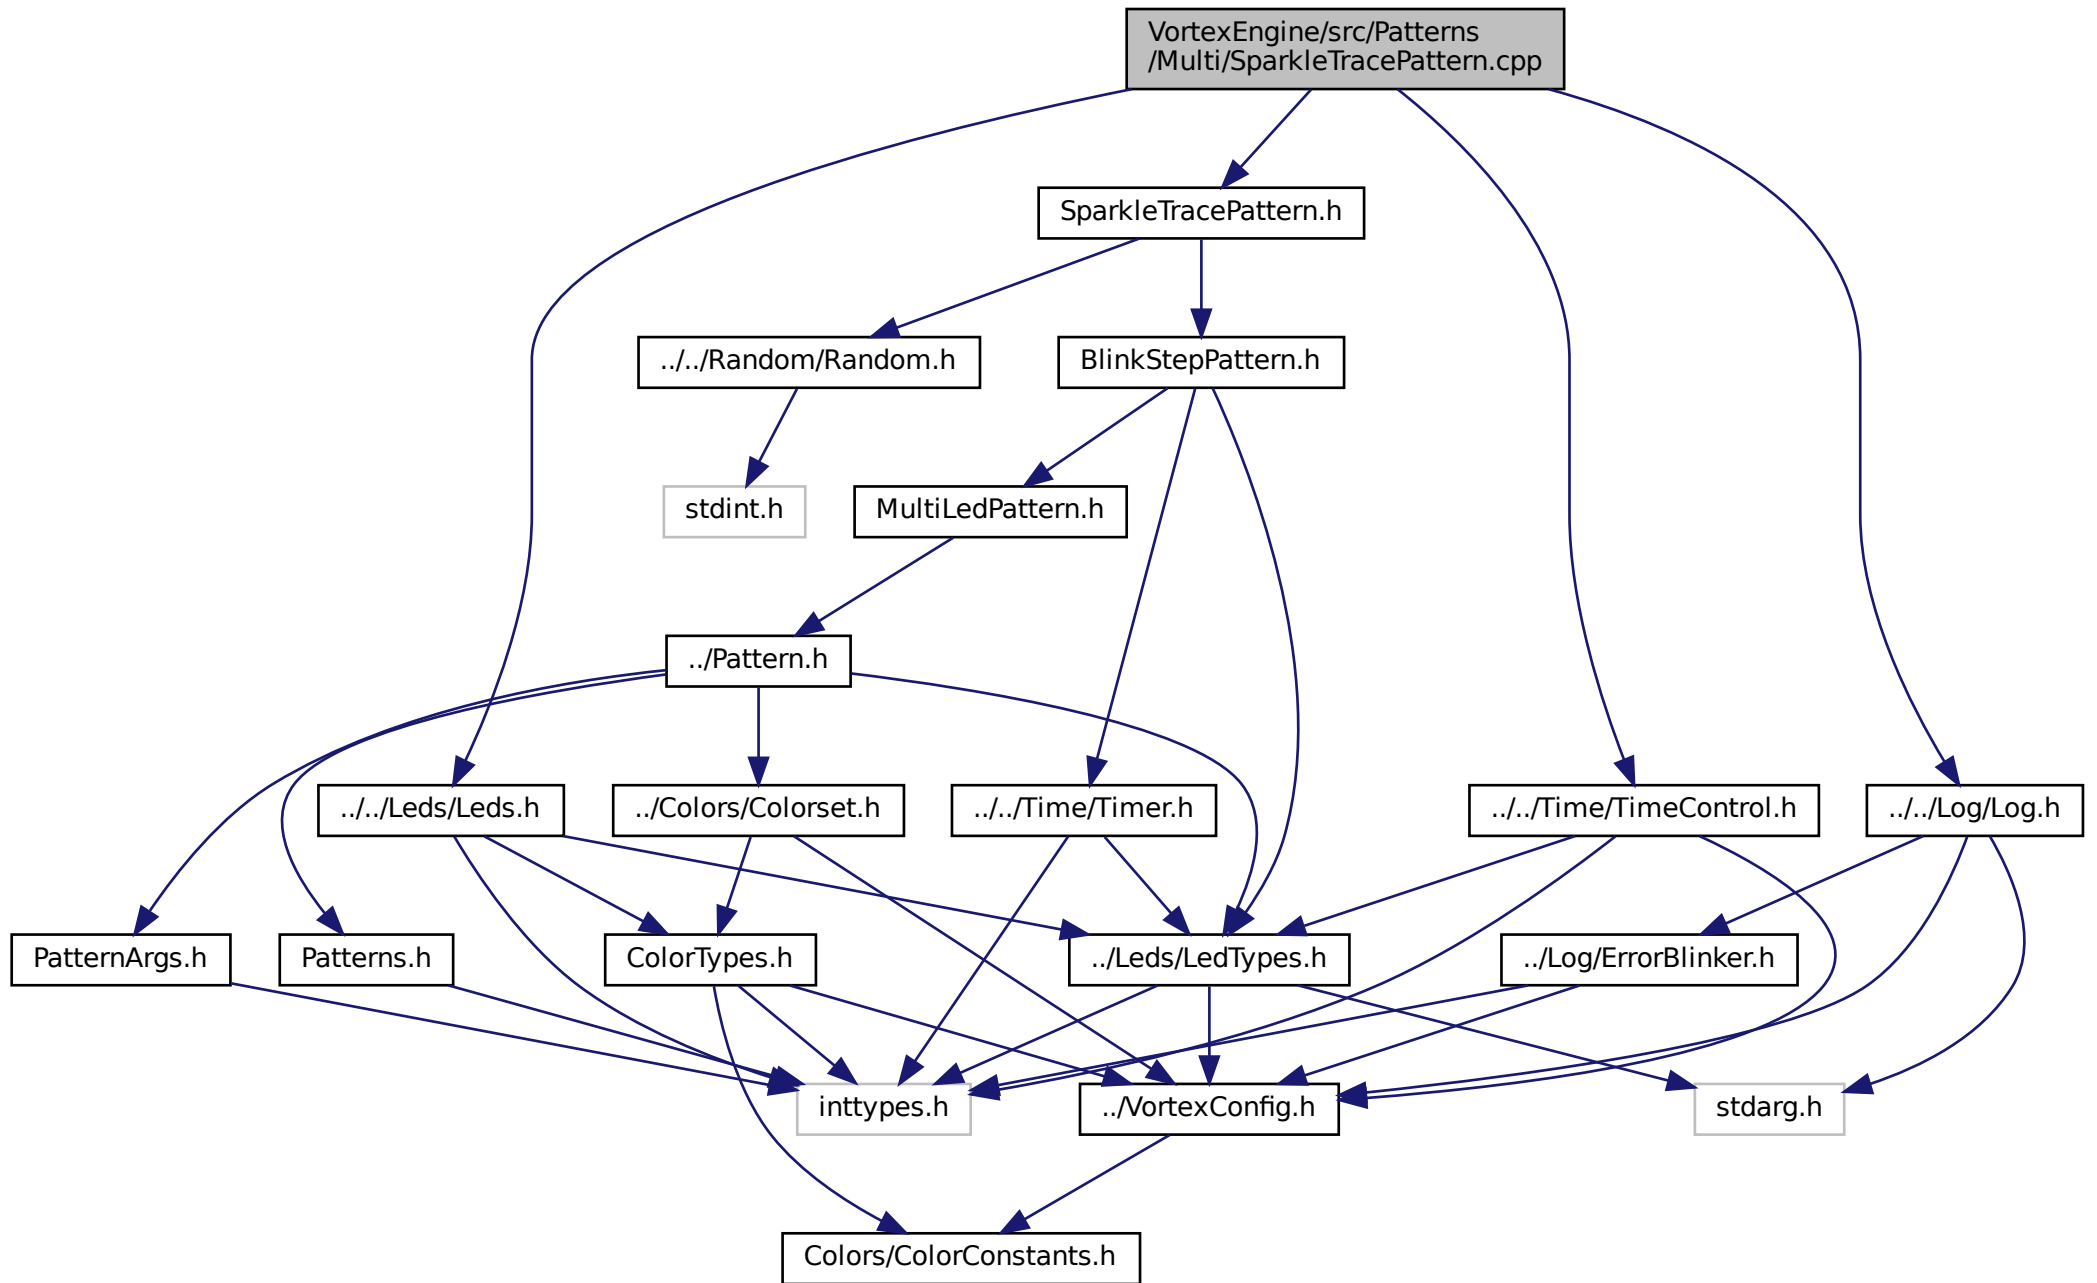 VortexEngine/src/Patterns
/Multi/SparkleTracePattern.cpp
SparkleTracePattern.h
../../Random/Random.h
BlinkStepPattern.h
stdint.h
MultiLedPattern.h
../Pattern.h
../../Leds/Leds.h
../Colors/Colorset.h
../../Time/Timer.h
../../Time/TimeControl.h
../../Log/Log.h
PatternArgs.h
Patterns.h
ColorTypes.h
../Leds/LedTypes.h
../Log/ErrorBlinker.h
inttypes.h
../VortexConfig.h
stdarg.h
Colors/ColorConstants.h